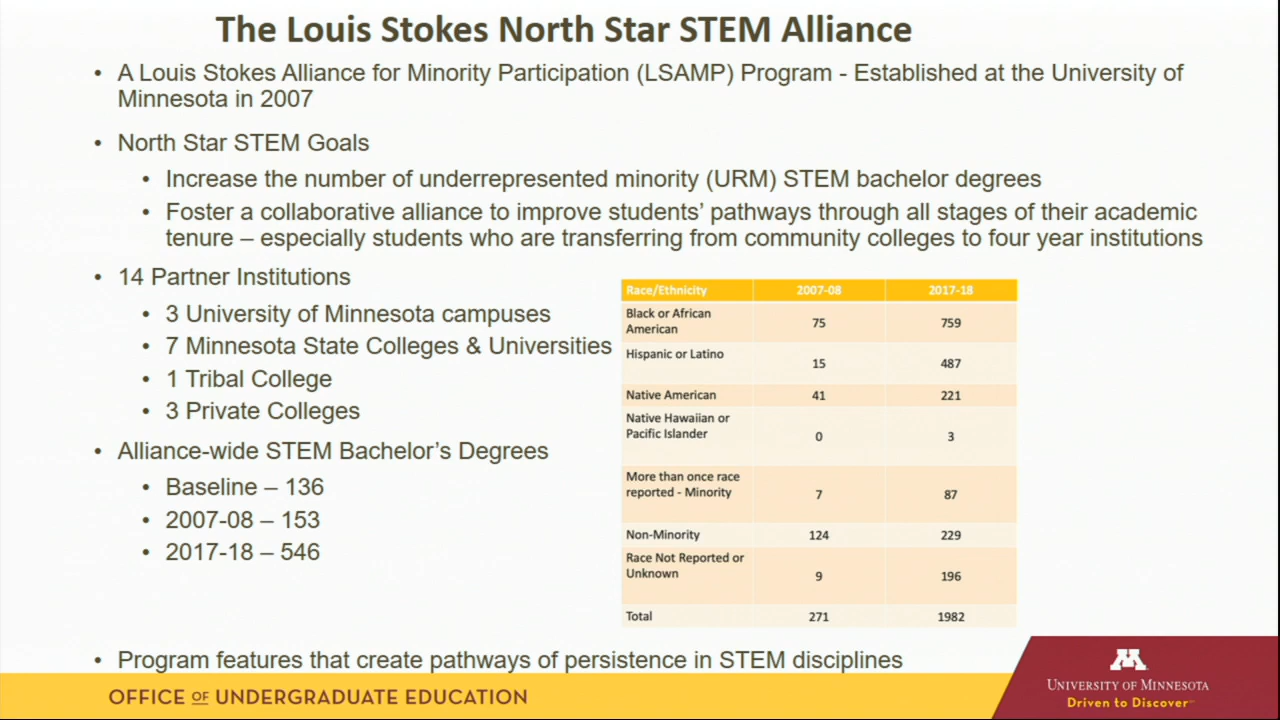 The Louis Stokes North Star STEM Alliance
• A Louis Stokes Alliance for Minority Participation (LSAMP) Program - Established at the University of
Minnesota in 2007
• North Star STEM Goals
• Increase the number of underrepresented minority (URM) STEM bachelor degrees
• Foster a collaborative alliance to improve students’ pathways through all stages of their academic
tenure – especially students who are transferring from community colleges to four year institutions
• 14 Partner Institutions
• 3 University of Minnesota campuses
• 7 Minnesota State Colleges & Universities
• 1 Tribal College
• 3 Private Colleges
• Alliance-wide STEM Bachelor’s Degrees
• Baseline – 136
• 2007-08 – 153
• 2017-18 – 546
Race/Ethnicity 2007-08 2017-18
Black or African
American 75 759
Hispanic or Latino 15 487
Native American 41 221
Native Hawaiian or
Pacific Islander 0 3
More than once race
reported - Minority 7 87
Non-Minority 124 229
Race Not Reported or
Unknown 9 196
Total 271 1982
• Program features that create pathways of persistence in STEM disciplines
OFFICE OF UNDERGRADUATE EDUCATION
M
UNIVERSITY OF MINNESOTA
Driven to Discover℠